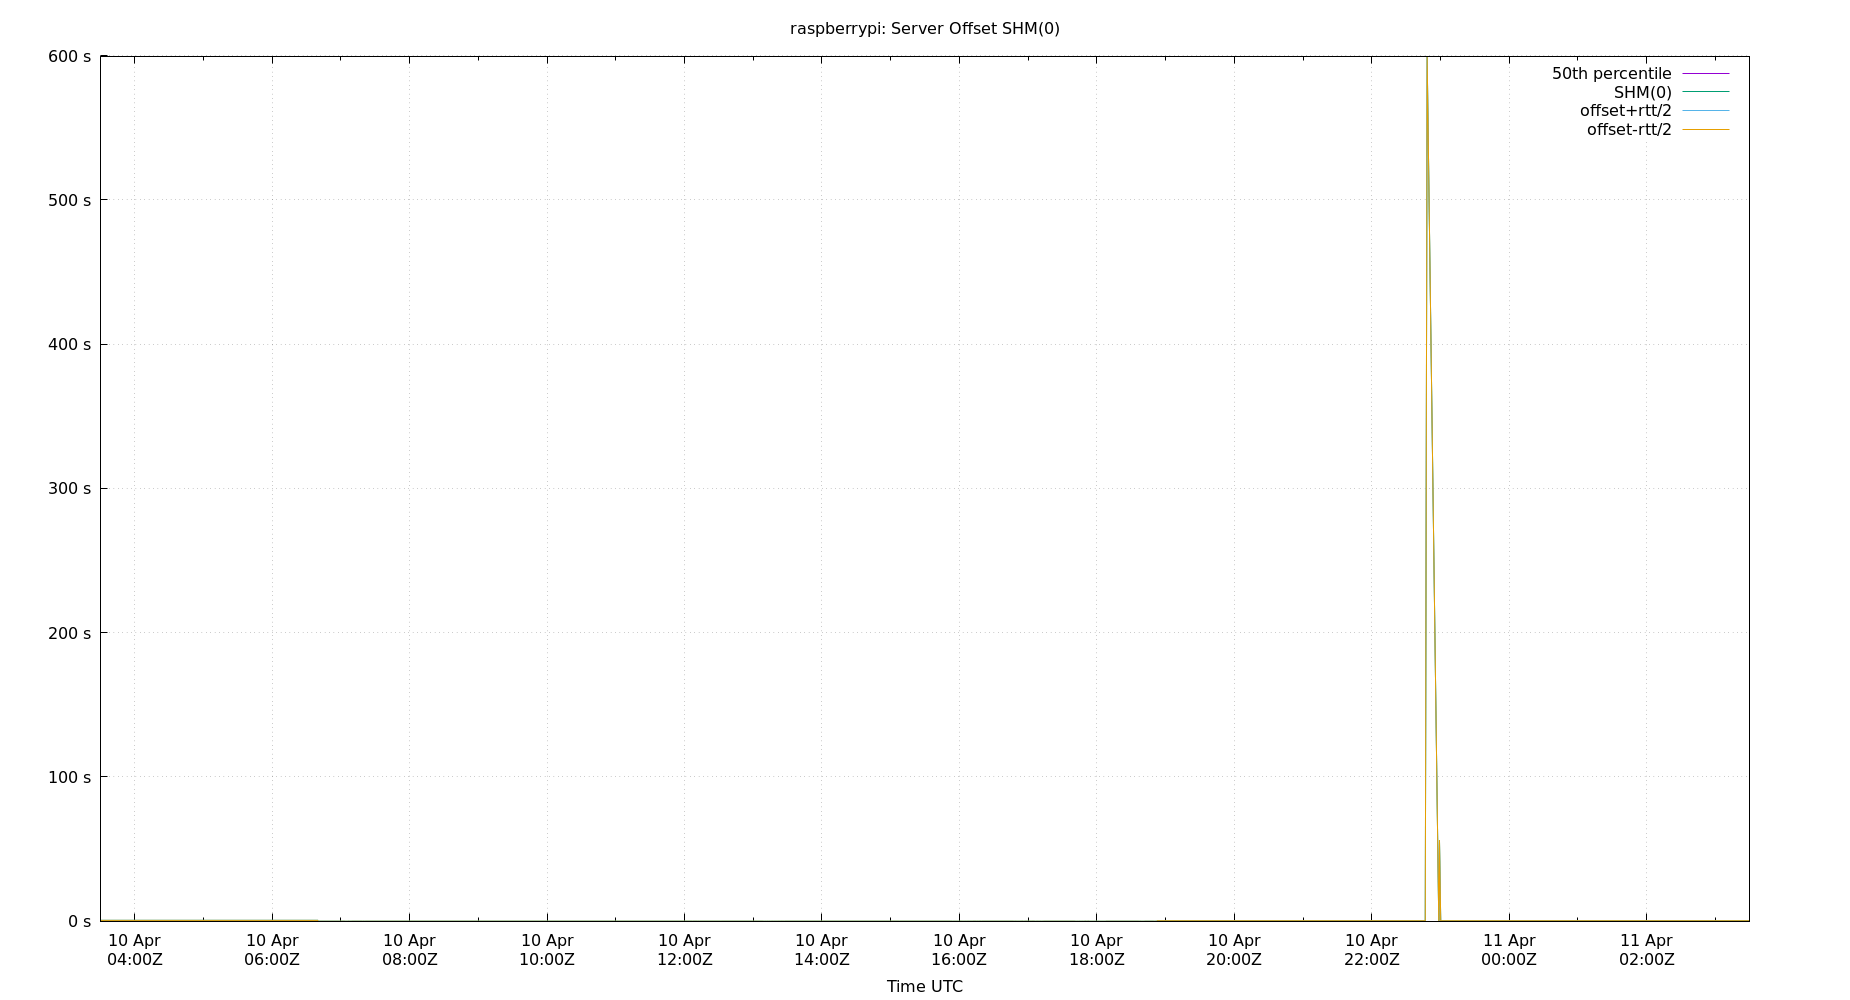 raspberrypi: Server Offset SHM(0)
600 s
500 s
400 s
300 s
200 s
100 s
0 s
50th percentile
SHM(0)
offset+rtt/2
offset-rtt/2
10 Apr 10 Apr 10 Apr 10 Apr 10 Apr 10 Apr 10 Apr 10 Apr 10 Apr 10 Apr 11 Apr 11 Apr
04:00Z 06:00Z 08:00Z 10:00Z 12:00Z 14:00Z 16:00Z 18:00Z 20:00Z 22:00Z 00:00Z 02:00Z
Time UTC